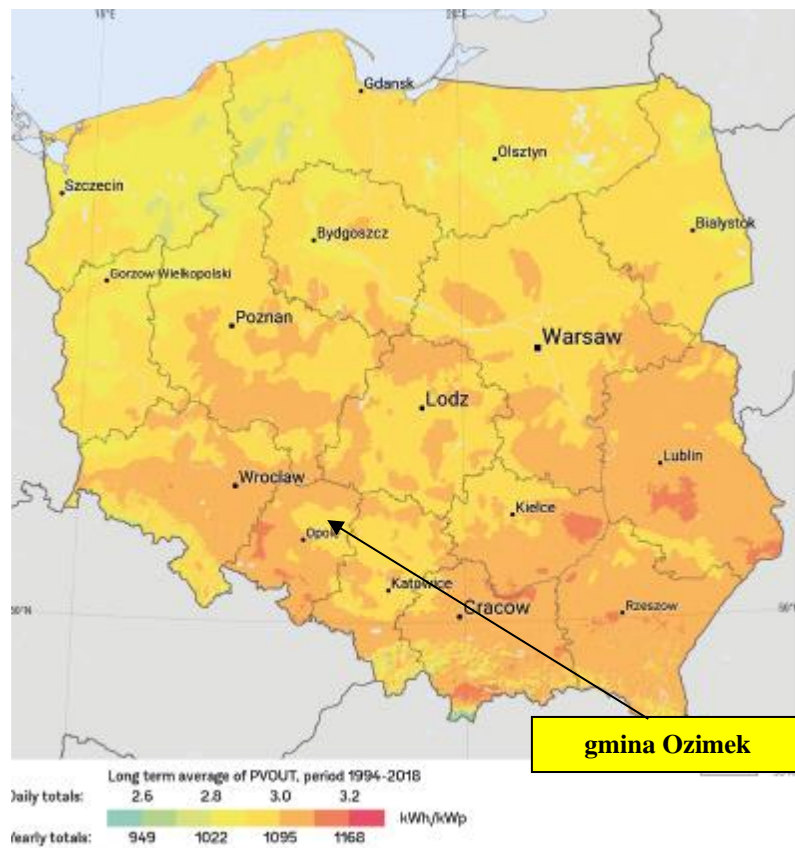 15°E
Gdansk
Olsztyn
Szczecin
Bialystok
Bydgoszcz
Gorzow Wielkopolski
Poznan
Warsaw
Lodz
Lublin
Wroclaw
Kielce
Opole
Katowice
Cracow
Rzeszow
gmina Ozimek
Long term average of PVOUT, period 1994-2018
Daily totals: 2.6 2.8 3.0 3.2
kWh/kWp
Yearly totals: 949 1022 1095 1168